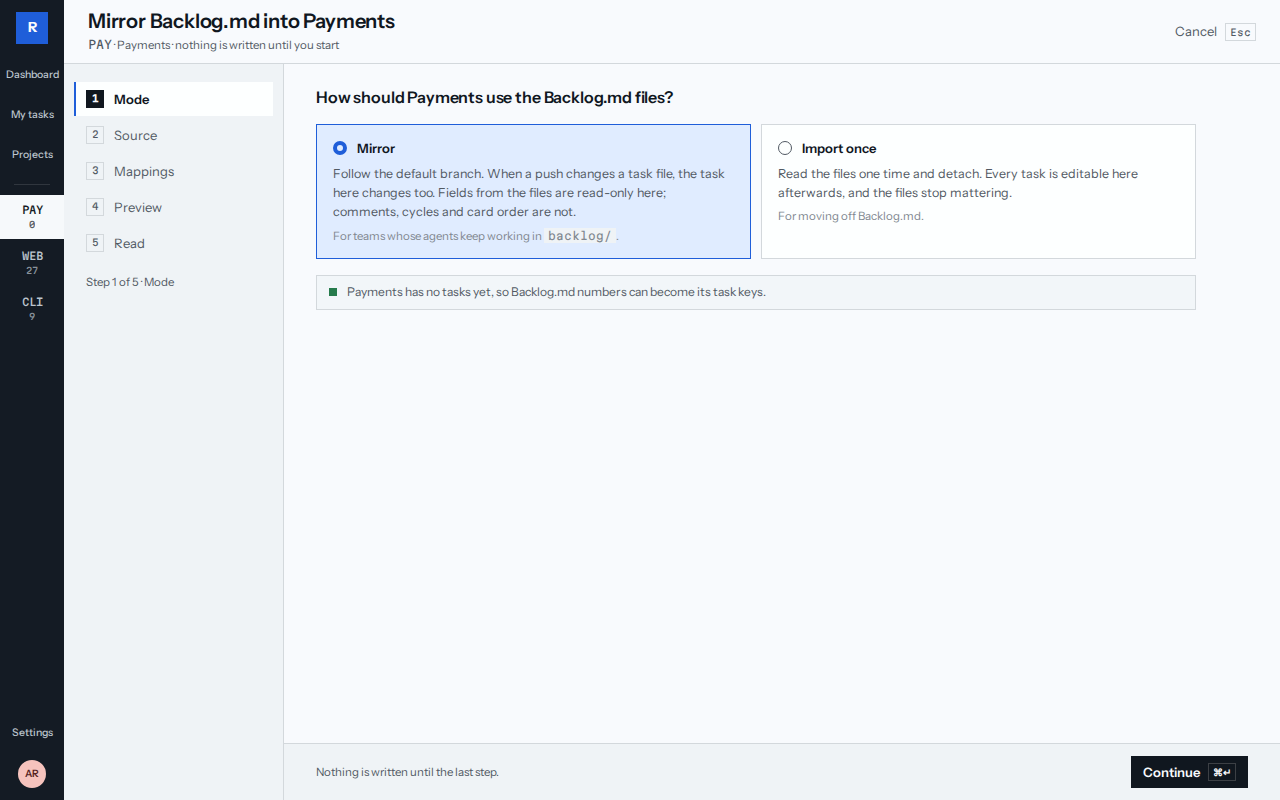 R
Dashboard
My tasks
Projects
PAY
0
WEB
27
CLI
9
Settings
AR
Mirror Backlog.md into Payments
PAY · Payments · nothing is written until you start
Cancel Esc
1 Mode
2 Source
3 Mappings
4 Preview
5 Read
Step 1 of 5 · Mode
How should Payments use the Backlog.md files?
Mirror
Follow the default branch. When a push changes a task file, the task
here changes too. Fields from the files are read-only here;
comments, cycles and card order are not.
For teams whose agents keep working in backlog/.
Import once
Read the files one time and detach. Every task is editable here
afterwards, and the files stop mattering.
For moving off Backlog.md.
Payments has no tasks yet, so Backlog.md numbers can become its task keys.
Nothing is written until the last step.
Continue ⌘↵